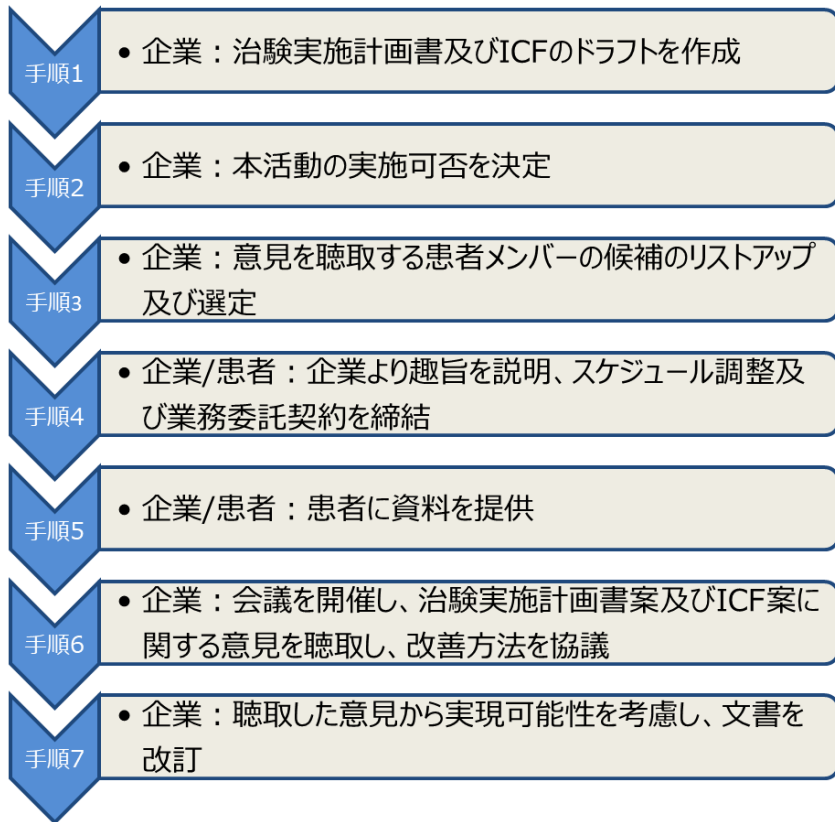 手順1
• 企業：治験実施計画書及びICFのドラフトを作成
手順2
• 企業：本活動の実施可否を決定
手順3
• 企業：意見を聴取する患者メンバーの候補のリストアップ
及び選定
手順4
• 企業/患者：企業より趣旨を説明、スケジュール調整及
び業務委託契約を締結
手順5
• 企業/患者：患者に資料を提供
手順6
• 企業：会議を開催し、治験実施計画書案及びICF案に
関する意見を聴取し、改善方法を協議
手順7
• 企業：聴取した意見から実現可能性を考慮し、文書を
改訂